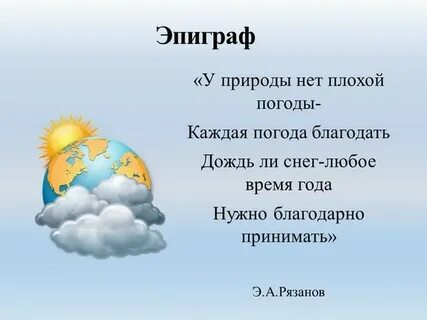 Эпиграф
«У природы нет плохой
погоды-
Каждая погода благодать
Дождь ли снег-любое
время года
Нужно благодарно
принимать»
Э.А.Рязанов